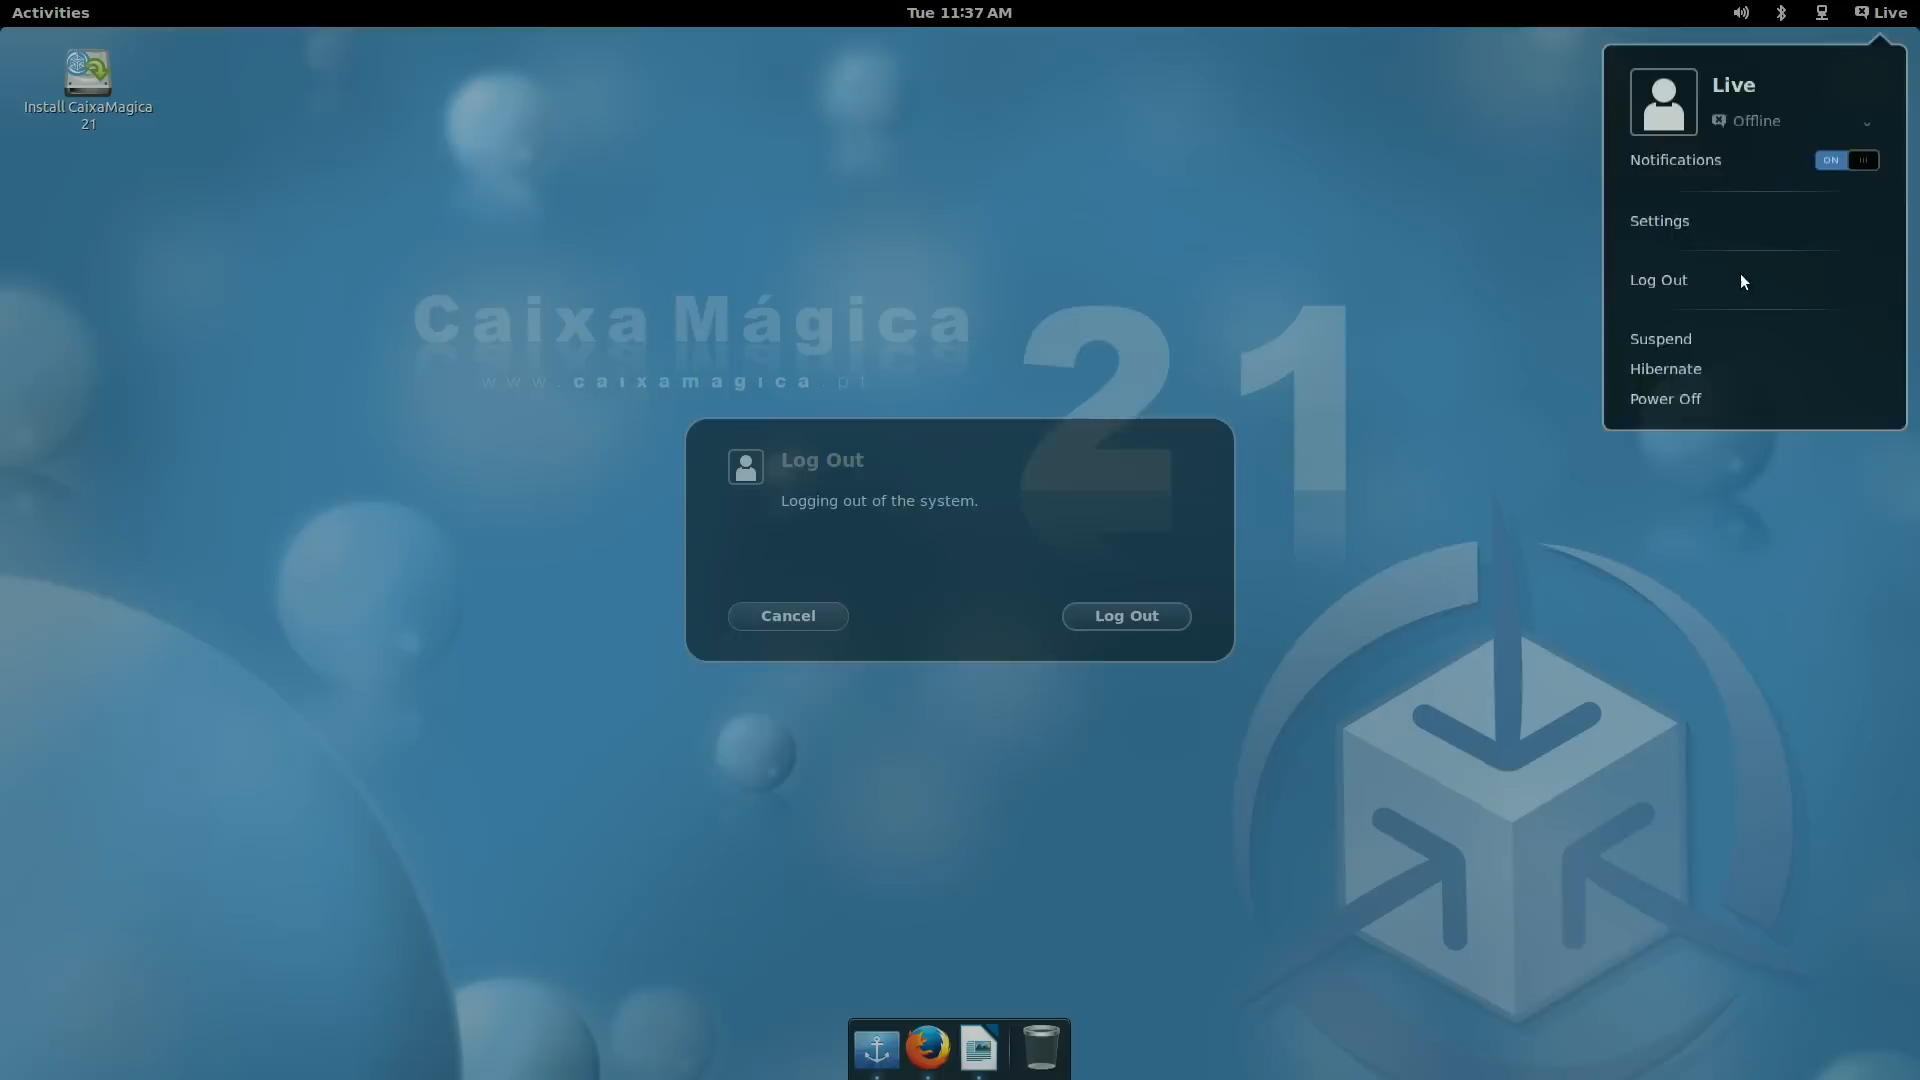 Activities
Tue 11:37 AM
Live
Install CaixaMagica
21
Live
Offline
Notifications
ON
Settings
Log Out
Suspend
Hibernate
Power Off
Caixa Mágica 21
www.caixamagica.pt
Log Out
Logging out of the system.
Cancel
Log Out